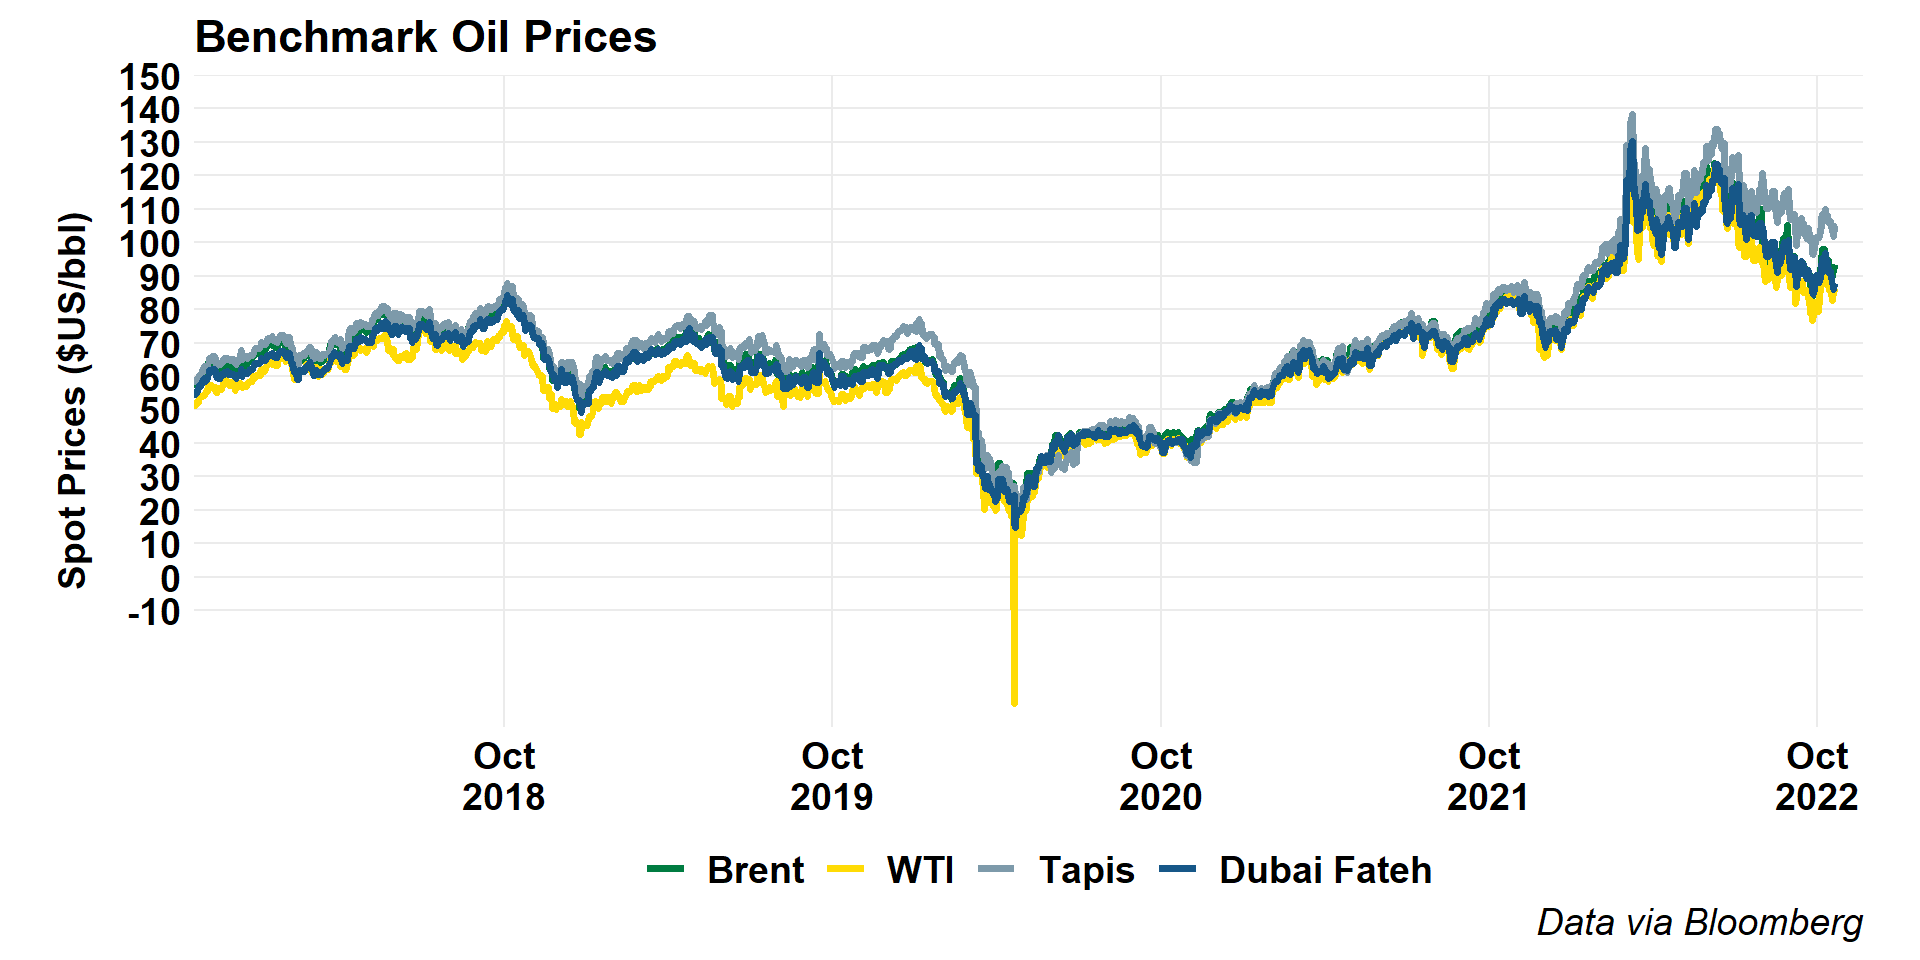 Benchmark Oil Prices
150
140
130
120
110
100
90
80
70
60
50
40
30
20
10
0
-10
Spot Prices ($US/bbl)
Oct
2018
Oct
2019
Oct
2020
Oct
2021
Oct
2022
Brent WTI Tapis Dubai Fateh
Data via Bloomberg